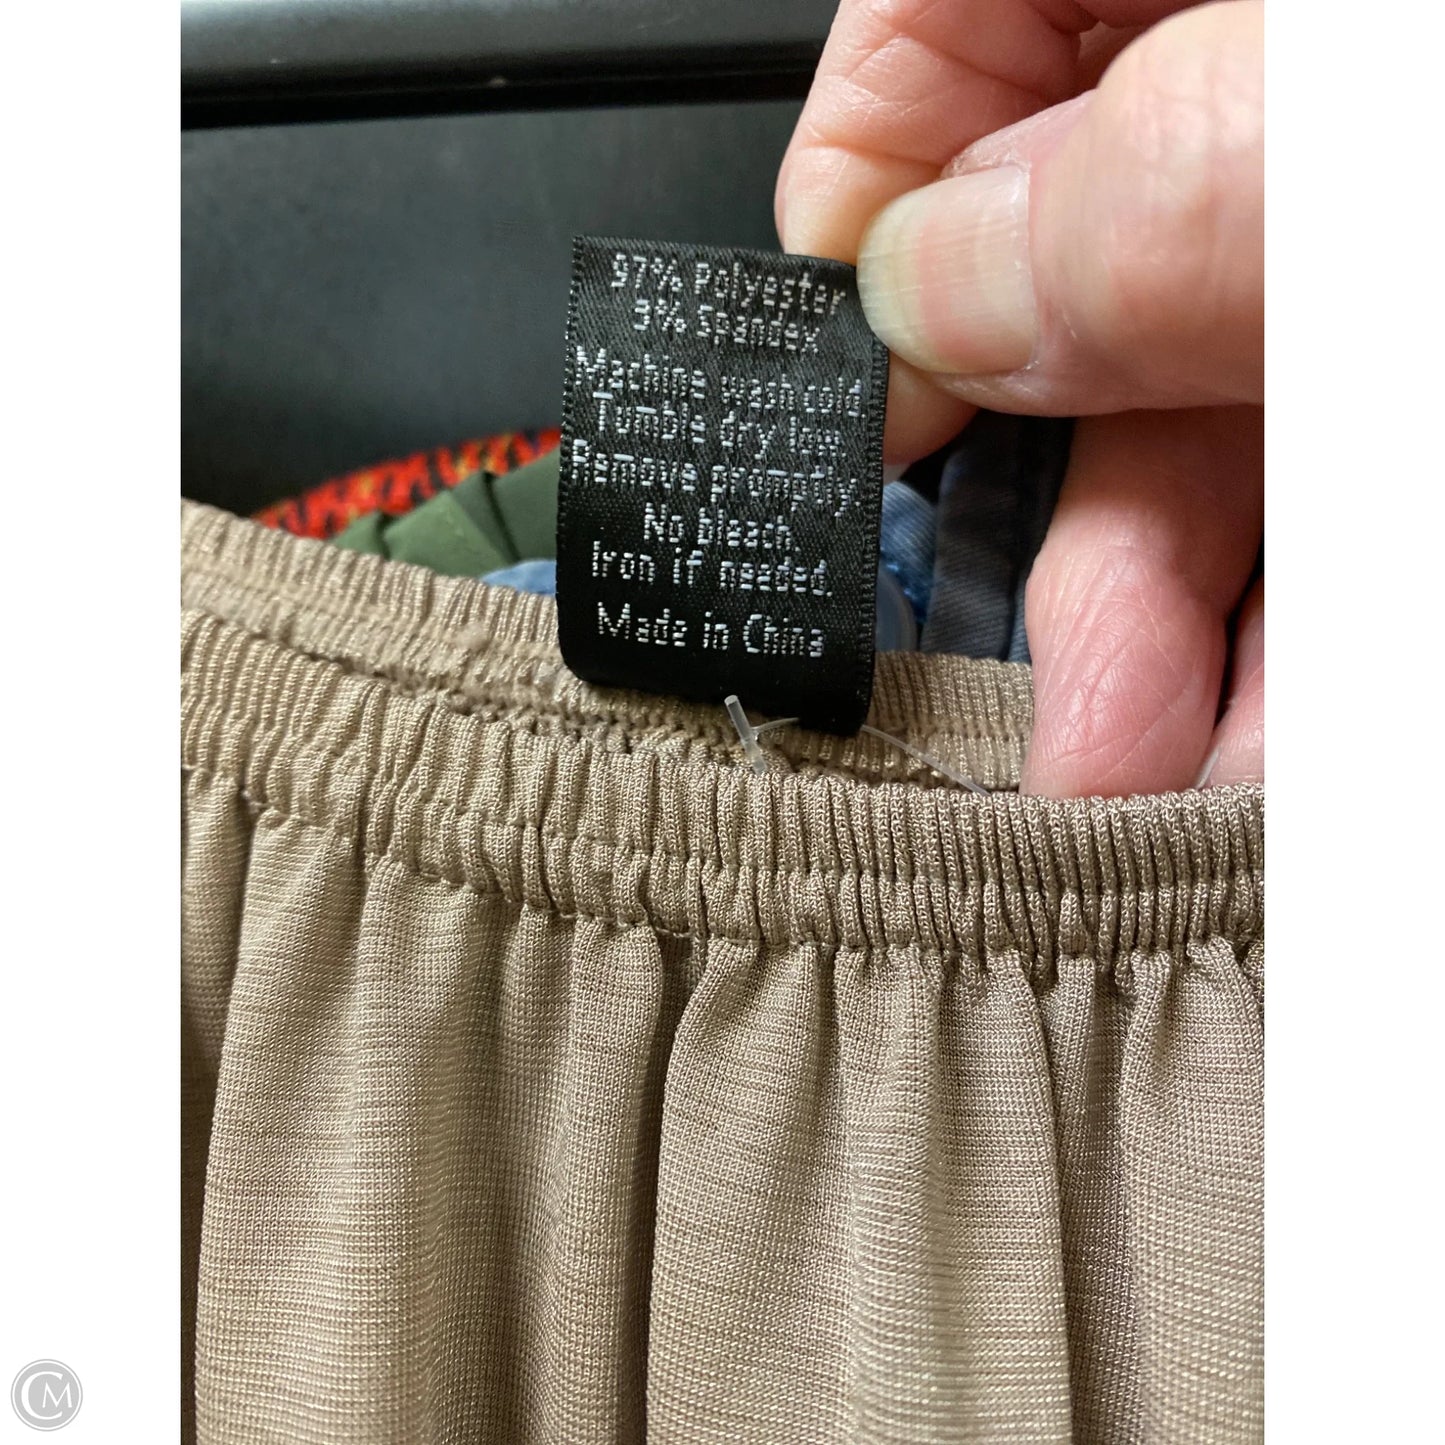 97% Polyester
3% Spandex
Machine wash cold.
Tumble dry low.
Remove promptly.
No bleach.
Iron if needed.
Made in China
CM